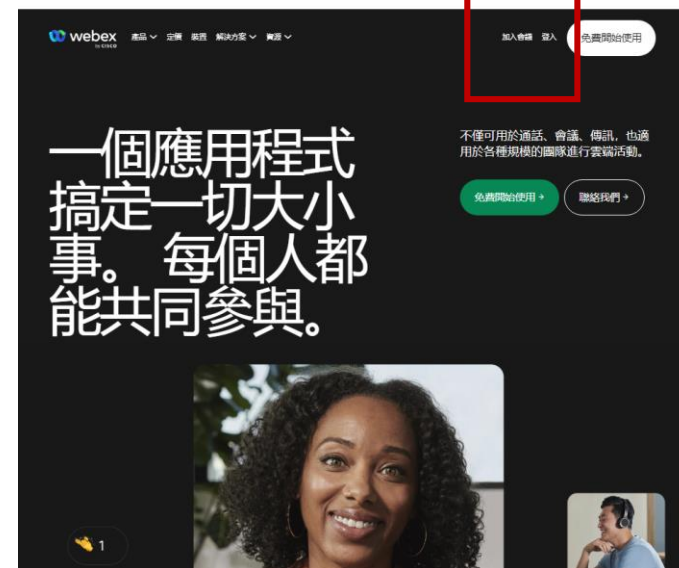 webex
by CISCO
產品 定價 裝置 解決方案 資源
加入會議 登入 免費開始使用
一個應用程式
搞定一切大小
事。 每個人都
能共同參與。
不僅可用於通話、會議、傳訊，也適
用於各種規模的團隊進行雲端活動。
免費開始使用→ 聯絡我們→
1